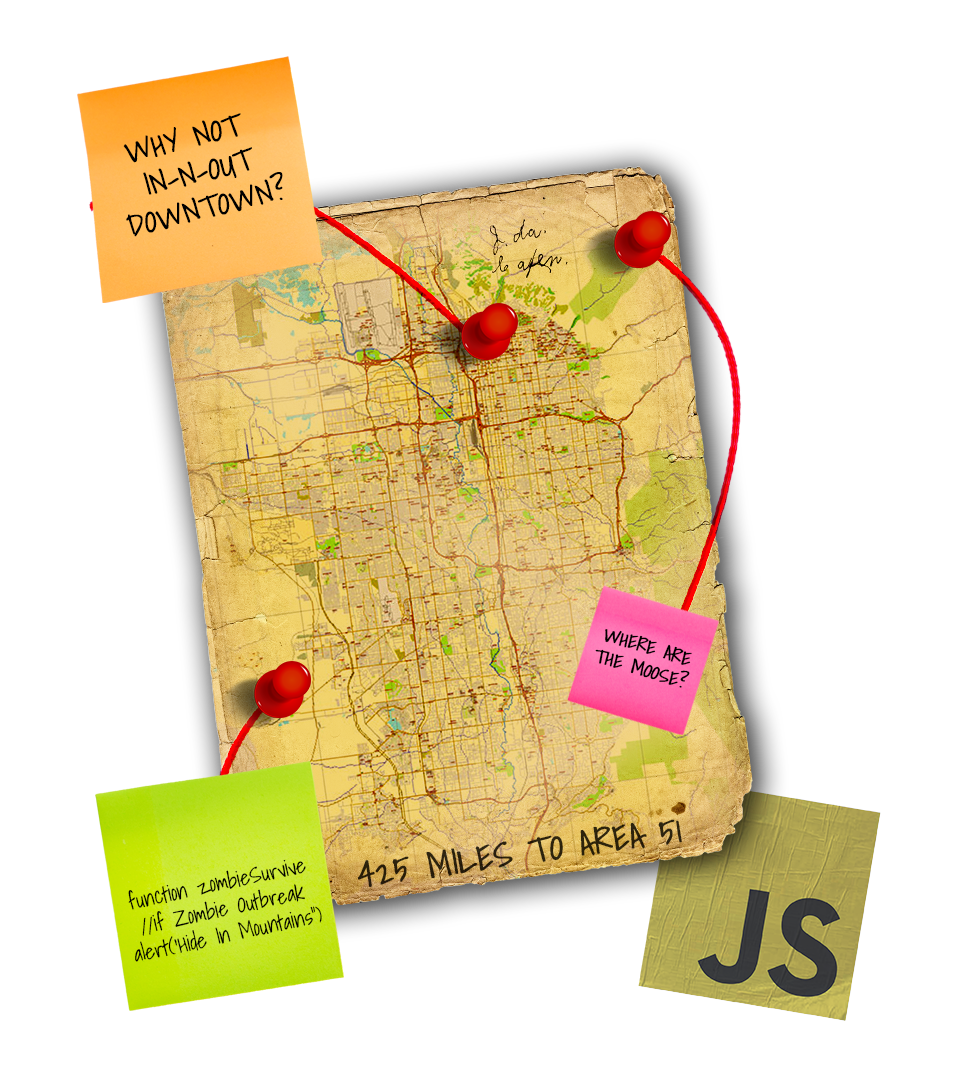 WHY NOT
IN-N-OUT
DOWNTOWN?
WHERE ARE
THE MOOSE?
425 MILES TO AREA 51
function zombieSurvive
//if Zombie Outbreak
alert('Hide In Mountains")
JS